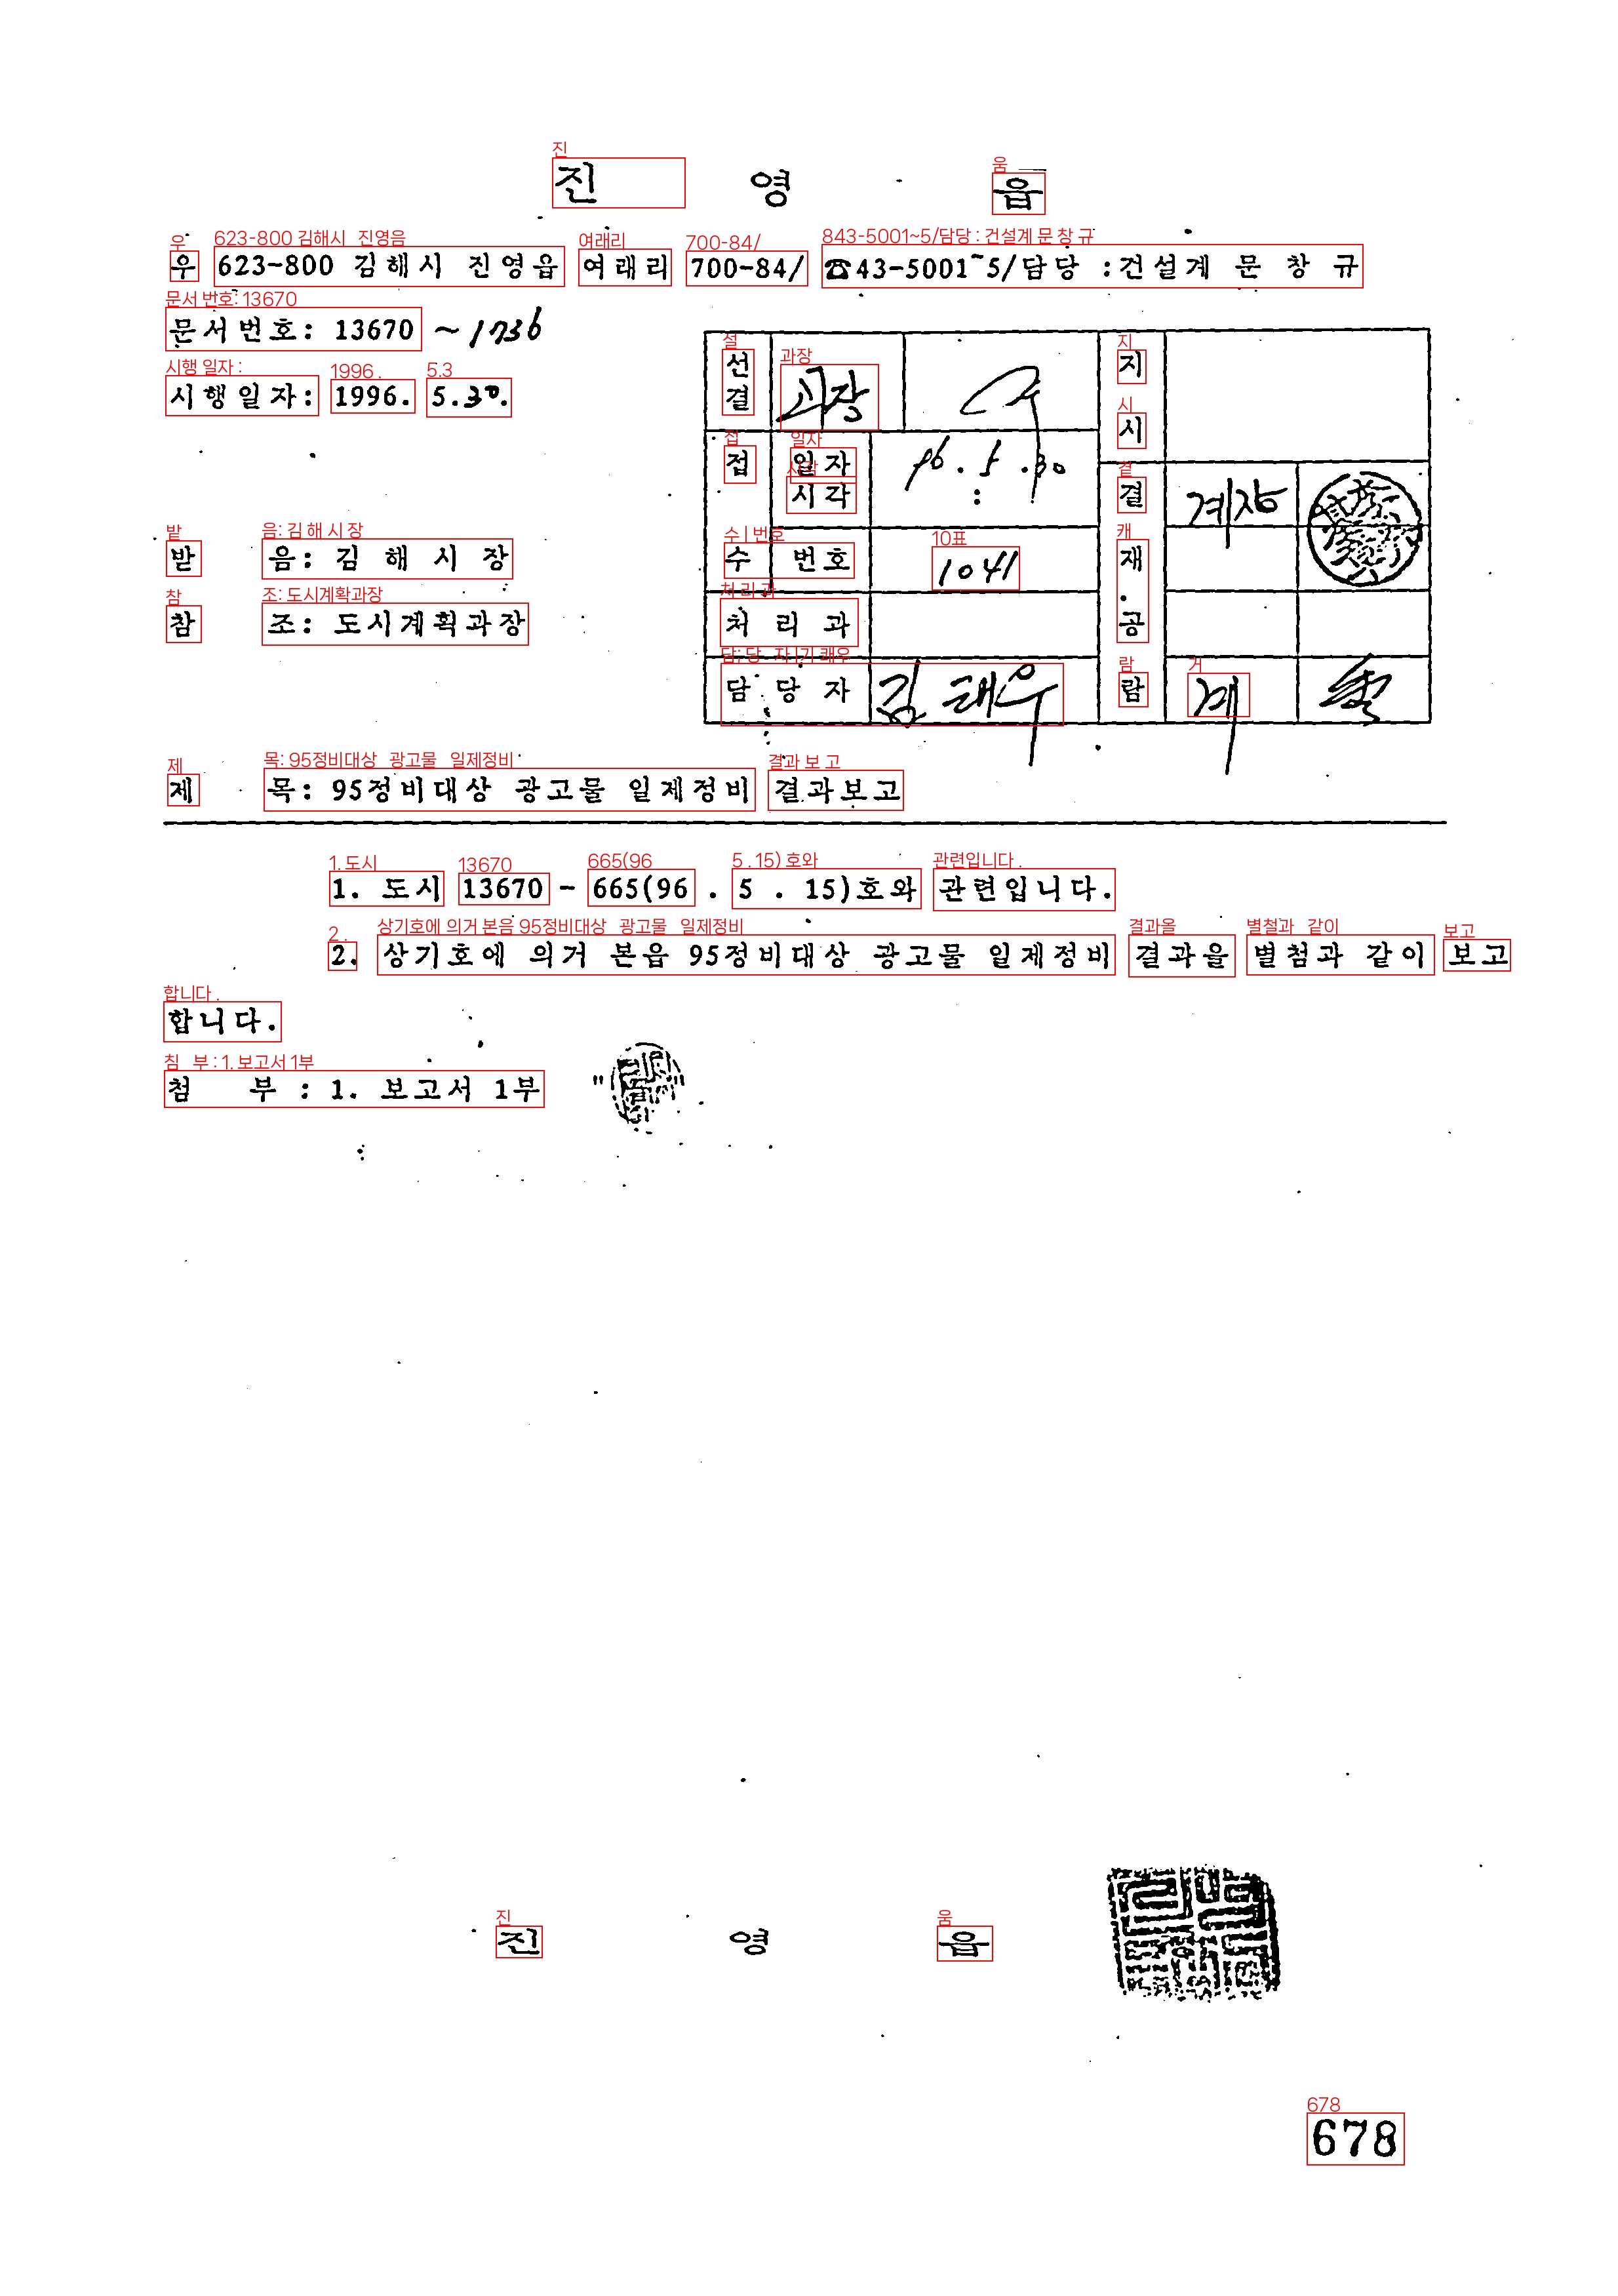 진 영 읍
우 623-800 김해시 진영읍 여래리 700-84/ ☎43-5001~5/담당 :건설계 문 창 규
문서번호: 13670 ~1736
시행일자: 1996. 5.30.
받 음: 김 해 시 장
참 조: 도시계획과장
선결 과장 지시
접수 일자 96.5.30 결재.공람 계장
시각 :
번호 1041
처 리 과
담 당 자 김태우 계
제 목: 95정비대상 광고물 일제정비 결과보고
1. 도시 13670 - 665(96 . 5 . 15)호와 관련입니다.
2. 상기호에 의거 본읍 95정비대상 광고물 일제정비 결과을 별첨과 같이 보고
합니다.
첨 부 : 1. 보고서 1부
진 영 읍
678